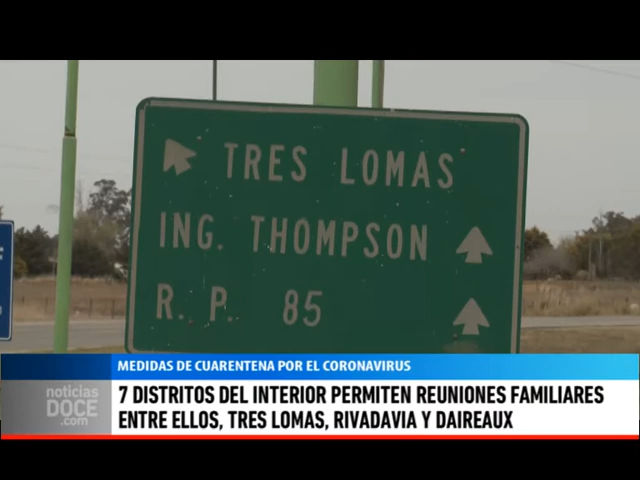 TRES LOMAS
ING. THOMPSON
R. P. 85
MEDIDAS DE CUARENTENA POR EL CORONAVIRUS
7 DISTRITOS DEL INTERIOR PERMITEN REUNIONES FAMILIARES
ENTRE ELLOS, TRES LOMAS, RIVADAVIA Y DAIREAUX
noticias
DOCE
.com